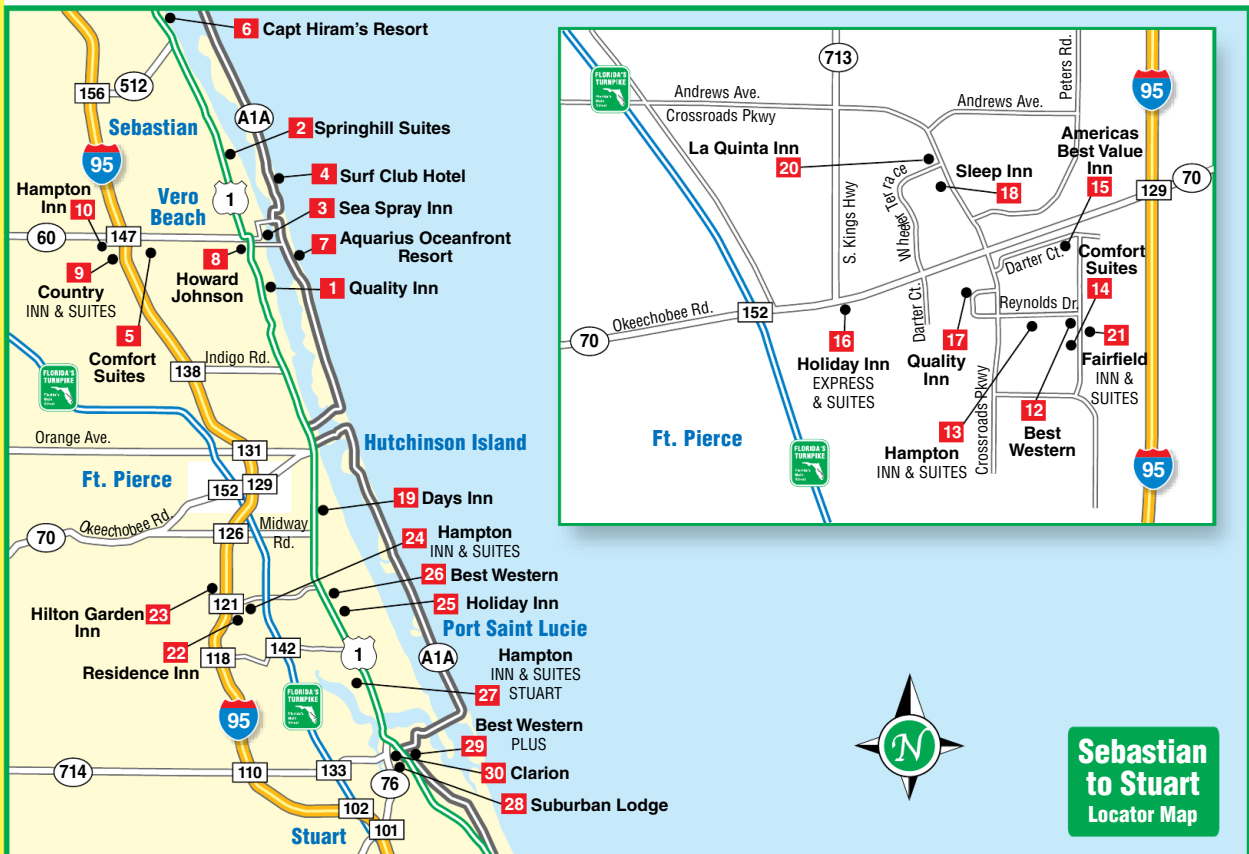 6 Capt Hiram's Resort
512
156
Sebastian
A1A
2 Springhill Suites
95
4 Surf Club Hotel
Hampton
Inn 10
Vero
Beach
1
3 Sea Spray Inn
60
147
7 Aquarius Oceanfront
Resort
9
Country
INN & SUITES
8
Howard
Johnson
1 Quality Inn
5
Comfort
Suites
Indigo Rd.
138
FLORIDA'S
TURNPIKE
Orange Ave.
131
Hutchinson Island
Ft. Pierce
152
129
19 Days Inn
Okeechobee Rd.
70
126
Midway
Rd.
24 Hampton
INN & SUITES
26 Best Western
25 Holiday Inn
Hilton Garden 23
Inn
121
Port Saint Lucie
22
Residence Inn
118
142
1
A1A
Hampton
INN & SUITES
27 STUART
FLORIDA'S
TURNPIKE
95
Best Western
29 PLUS
714
110
133
30 Clarion
76
28 Suburban Lodge
102
101
Stuart
713
Peters Rd.
FLORIDA'S
TURNPIKE
95
Andrews Ave.
Crossroads Pkwy
Andrews Ave.
La Quinta Inn
20
Americas
Best Value
Inn
15
Sleep Inn
18
Wheeler Terrace
S. Kings Hwy
129
70
Darter Ct.
Comfort
Suites
14
Okeechobee Rd.
152
70
Darter Ct.
Reynolds Dr.
16
Holiday Inn
EXPRESS
& SUITES
17
Quality
Inn
21
Fairfield
INN &
SUITES
Crossroads Pkwy
12
Best
Western
13
Hampton
INN & SUITES
Ft. Pierce
FLORIDA'S
TURNPIKE
95
N
Sebastian
to Stuart
Locator Map